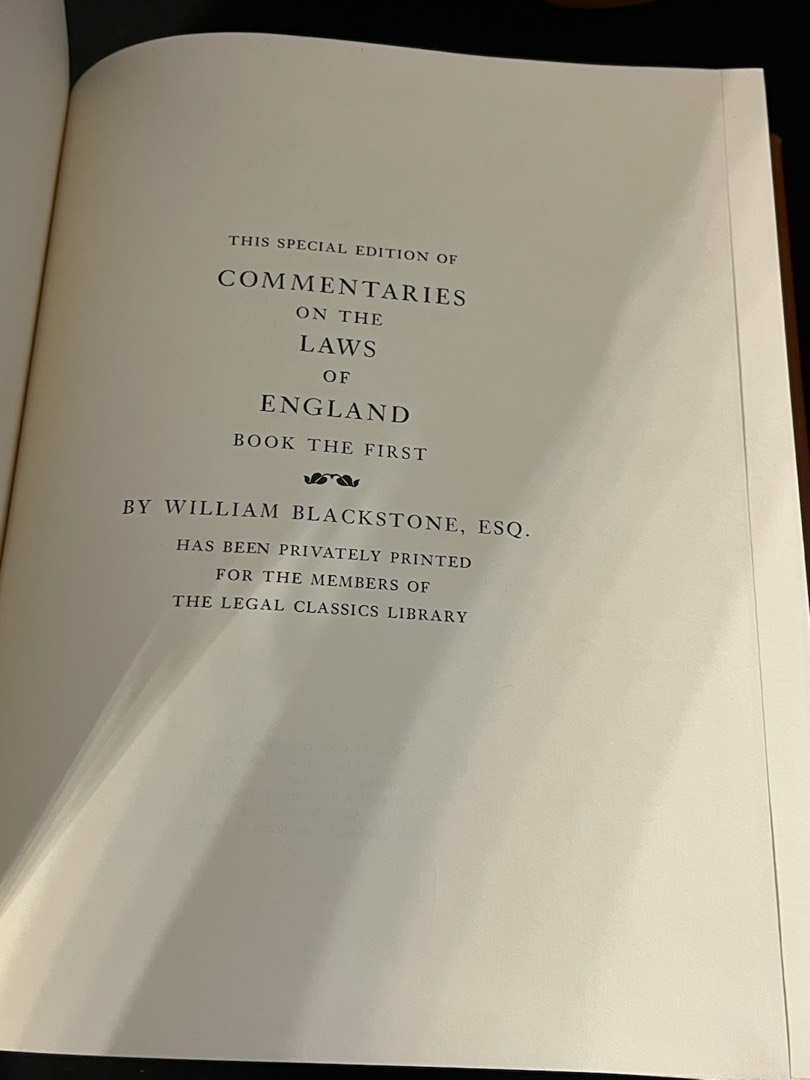 THIS SPECIAL EDITION OF
COMMENTARIES
ON THE
LAWS
OF
ENGLAND
BOOK THE FIRST
BY WILLIAM BLACKSTONE, ESQ.
HAS BEEN PRIVATELY PRINTED
FOR THE MEMBERS OF
THE LEGAL CLASSICS LIBRARY